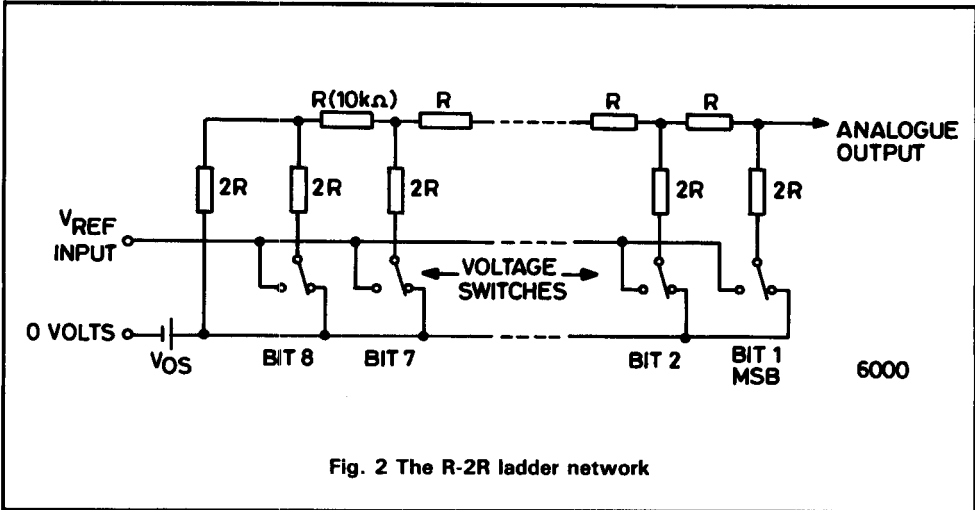 R(10kΩ) R R R
ANALOGUE
OUTPUT
2R 2R 2R 2R 2R
VREF
INPUT
VOLTAGE
SWITCHES
0 VOLTS
VOS
BIT 8 BIT 7 BIT 2 BIT 1
MSB
6000
Fig. 2 The R-2R ladder network